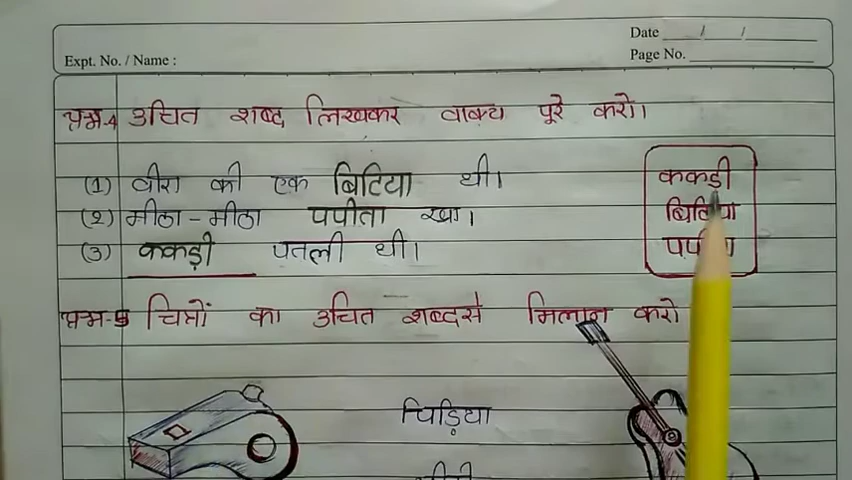 Date / /
Expt. No. / Name :
Page No.
प्रश्न-4 उचित शब्द लिखकर वाक्य पूरे करो।
(1) वीरा की एक बिटिया थी।
ककड़ी
(२) मीठा-मीठा पपीता खा।
(3) ककड़ी पतली थी।
प्रश्न-5 चित्रों का उचित शब्दसे मिलान करो
चिड़िया